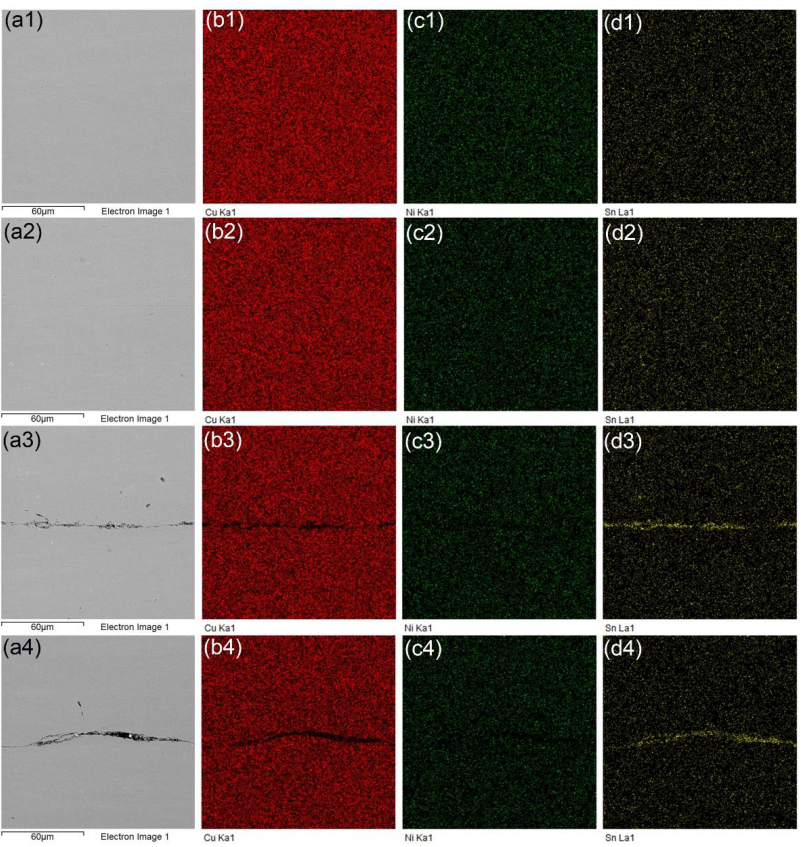 (a1) (b1) (c1) (d1)
60µm Electron Image 1 Cu Ka1 Ni Ka1 Sn La1
(a2) (b2) (c2) (d2)
60µm Electron Image 1 Cu Ka1 Ni Ka1 Sn La1
(a3) (b3) (c3) (d3)
60µm Electron Image 1 Cu Ka1 Ni Ka1 Sn La1
(a4) (b4) (c4) (d4)
60µm Electron Image 1 Cu Ka1 Ni Ka1 Sn La1